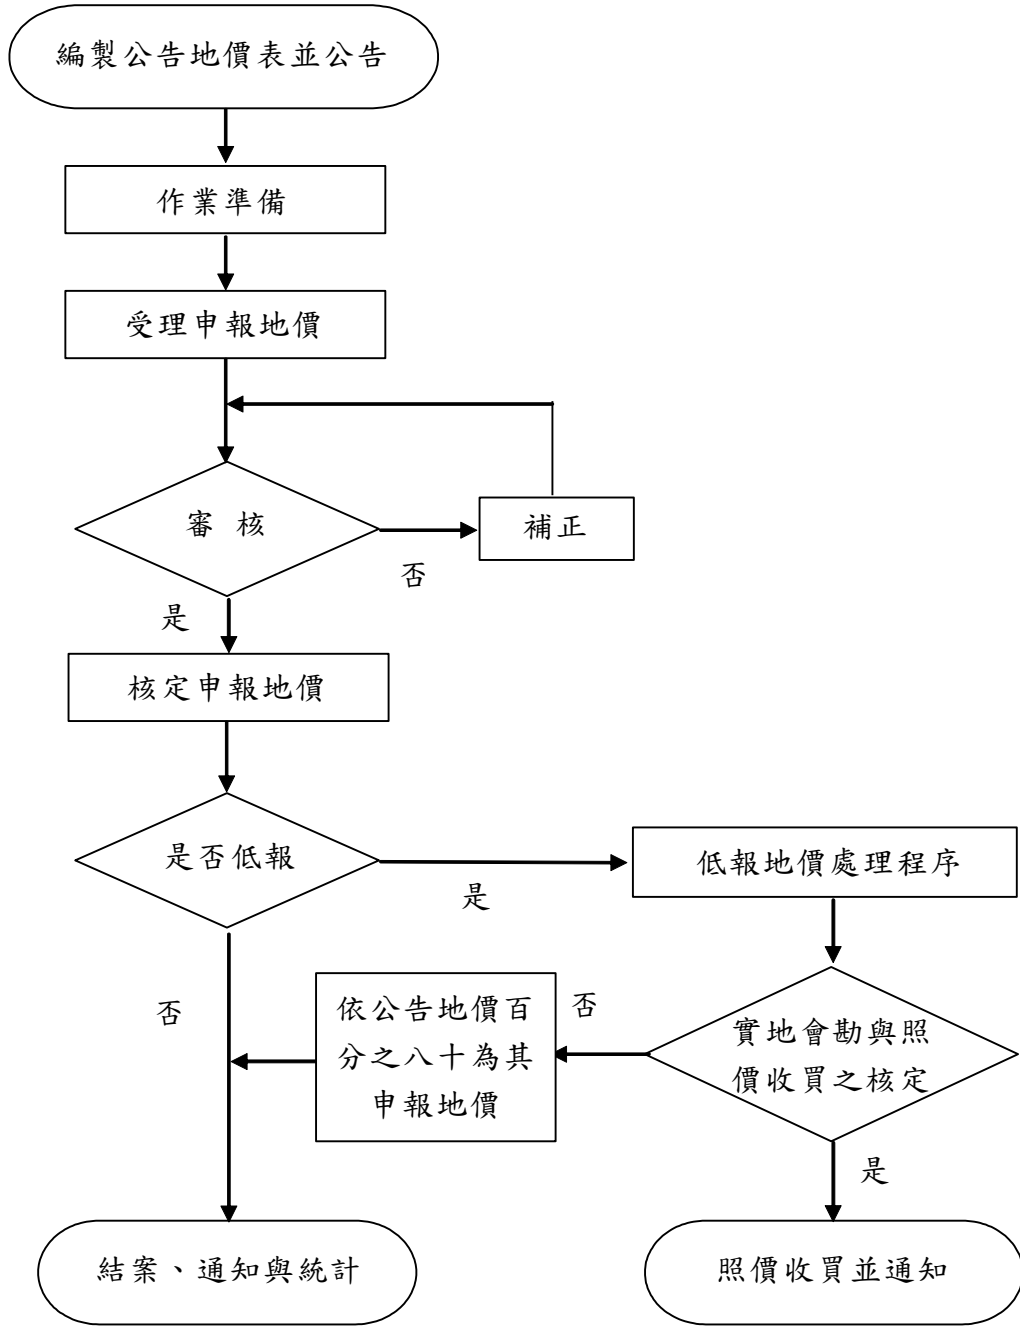 編製公告地價表並公告
作業準備
受理申報地價
審 核
補正
否
是
核定申報地價
是否低報
低報地價處理程序
是
否
依公告地價百
分之八十為其
申報地價
否
實地會勘與照
價收買之核定
是
結案、通知與統計
照價收買並通知